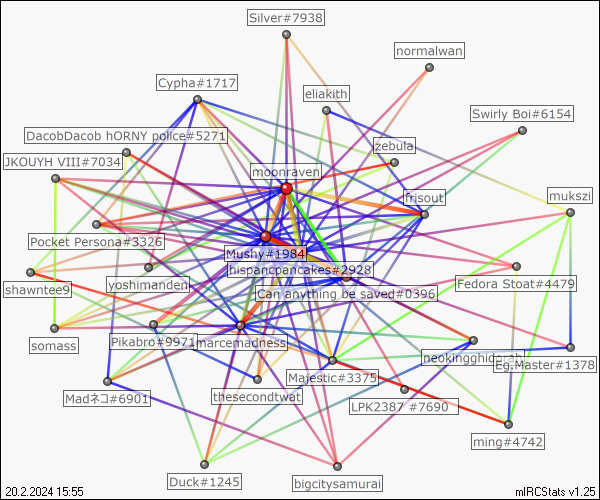 Silver#7938
normalwan
Cypha#1717
eliakith
Swirly Boi#6154
DacobDacob hORNY police#5271
zebula
JKOUYH VIII#7034
moonraven
frisout
mukszi
Pocket Persona#3326
Mushy#1984
hispancpancakes#2928
yoshimanden
Fedora Stoat#4479
shawntee9
Can anything be saved#0396
somass
Pikabro#9971
marcemadness
neokingghidorah
Eg.Master#1378
Majestic#3375
Madネコ#6901
thesecondtwat
LPK2387 #7690
ming#4742
Duck#1245
bigcitysamurai
20.2.2024 15:55
mIRCStats v1.25